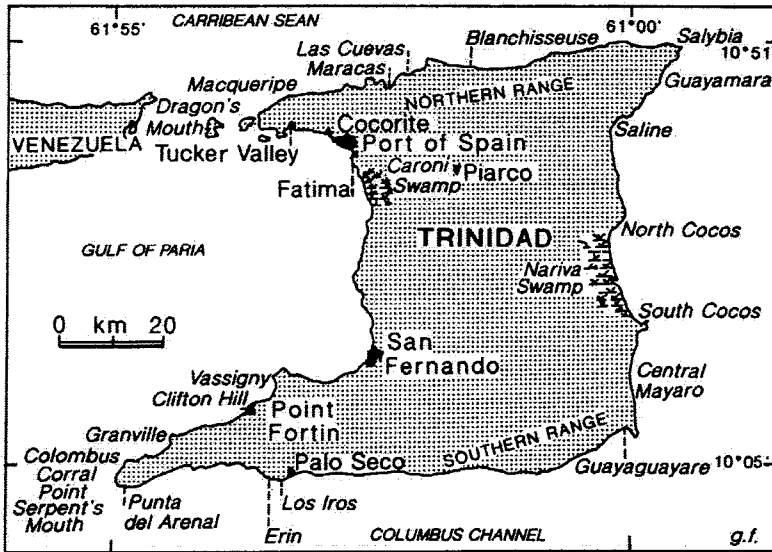 61°55'
CARRIBEAN SEAN
61°00'
Blanchisseuse
Salybia
Las Cuevas
Maracas
10°51'
Macqueripe
Guayamara
NORTHERN RANGE
Dragon's
Mouth
Cocorite
Saline
VENEZUELA
Port of Spain
Tucker Valley
Caroni
Swamp
Piarco
Fatima
TRINIDAD
North Cocos
GULF OF PARIA
Nariva
Swamp
0 km 20
South Cocos
San
Fernando
Vassigny
Clifton Hill
Central
Mayaro
Point
Fortin
Granville
SOUTHERN RANGE
Colombus
Corral
Point
Serpent's
Mouth
Palo Seco
Guayaguayare
10°05'
Punta
del Arenal
Los Iros
Erin
COLUMBUS CHANNEL
g.f.